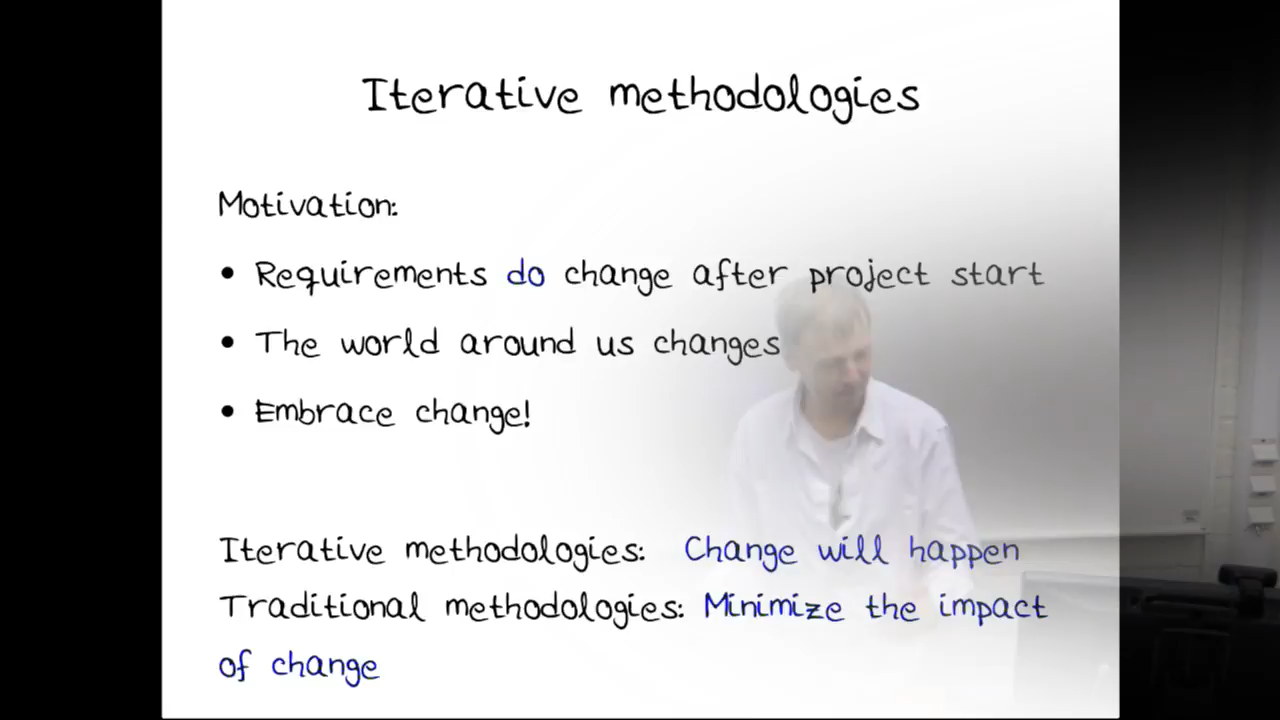 Iterative methodologies
Motivation:
• Requirements do change after project start
• The world around us changes
• Embrace change!
Iterative methodologies: Change will happen
Traditional methodologies: Minimize the impact
of change